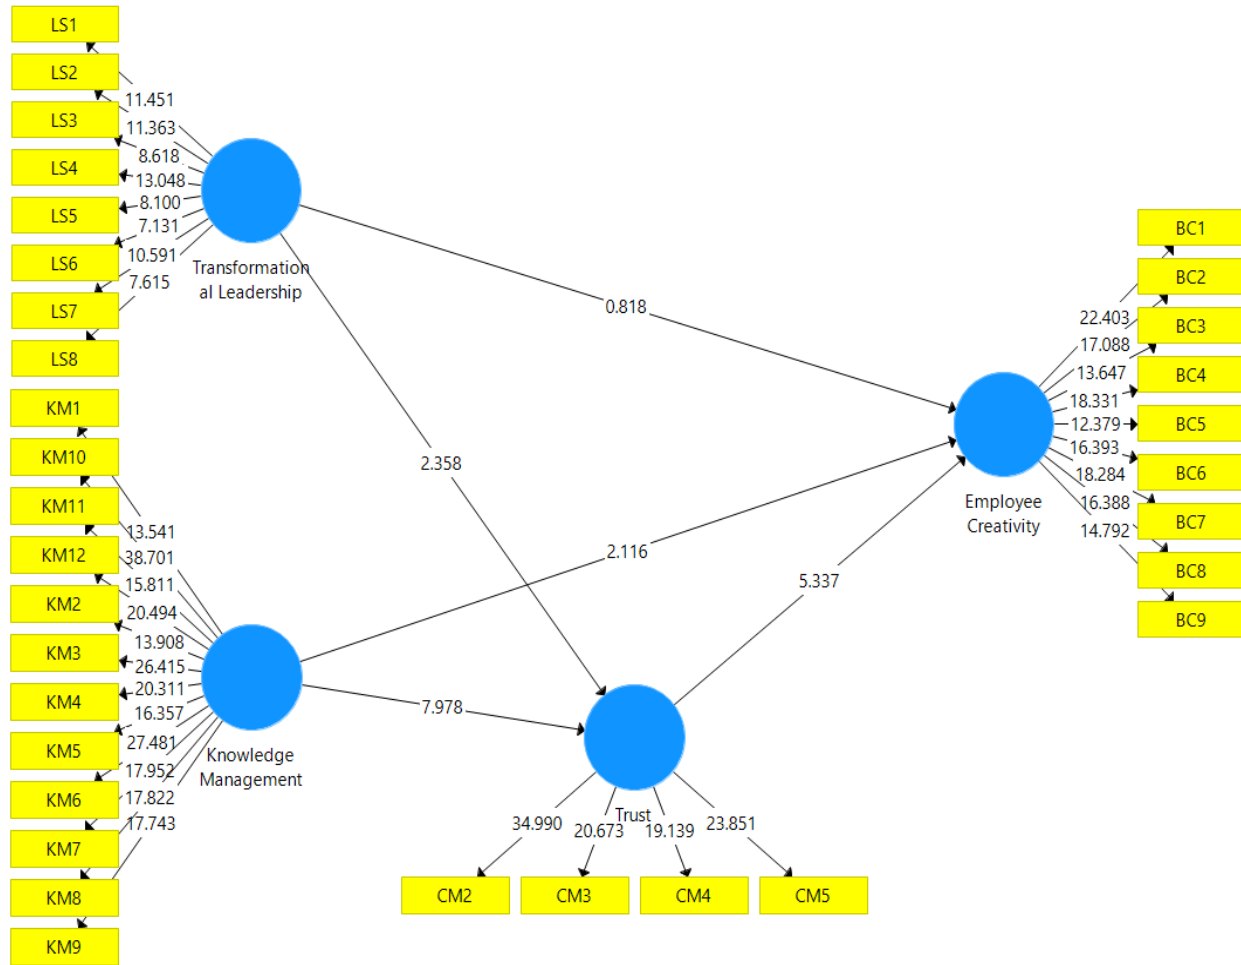 LS1
LS2
LS3
LS4
LS5
LS6
LS7
LS8
11.451
11.363
8.618
13.048
8.100
7.131
10.591
7.615
Transformation
al Leadership
0.818
2.358
KM1
KM10
KM11
KM12
KM2
KM3
KM4
KM5
KM6
KM7
KM8
KM9
13.541
38.701
15.811
20.494
13.908
26.415
20.311
16.357
27.481
17.952
17.822
17.743
Knowledge
Management
2.116
7.978
5.337
Trust
34.990
20.673
19.139
23.851
CM2
CM3
CM4
CM5
Employee
Creativity
22.403
17.088
13.647
18.331
12.379
16.393
18.284
16.388
14.792
BC1
BC2
BC3
BC4
BC5
BC6
BC7
BC8
BC9